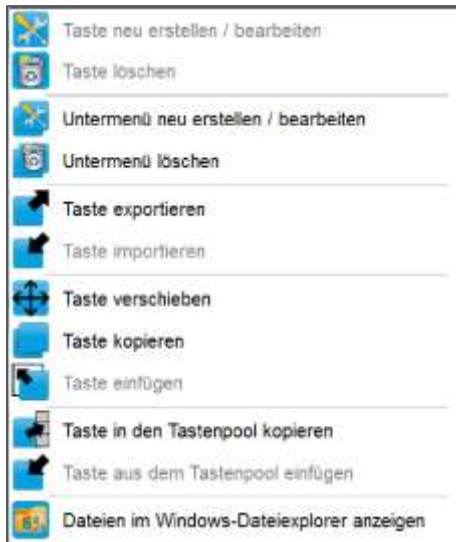 Taste neu erstellen / bearbeiten
Taste löschen
Untermenü neu erstellen / bearbeiten
Untermenü löschen
Taste exportieren
Taste importieren
Taste verschieben
Taste kopieren
Taste einfügen
Taste in den Tastenpool kopieren
Taste aus dem Tastenpool einfügen
Dateien im Windows-Dateiexplorer anzeigen